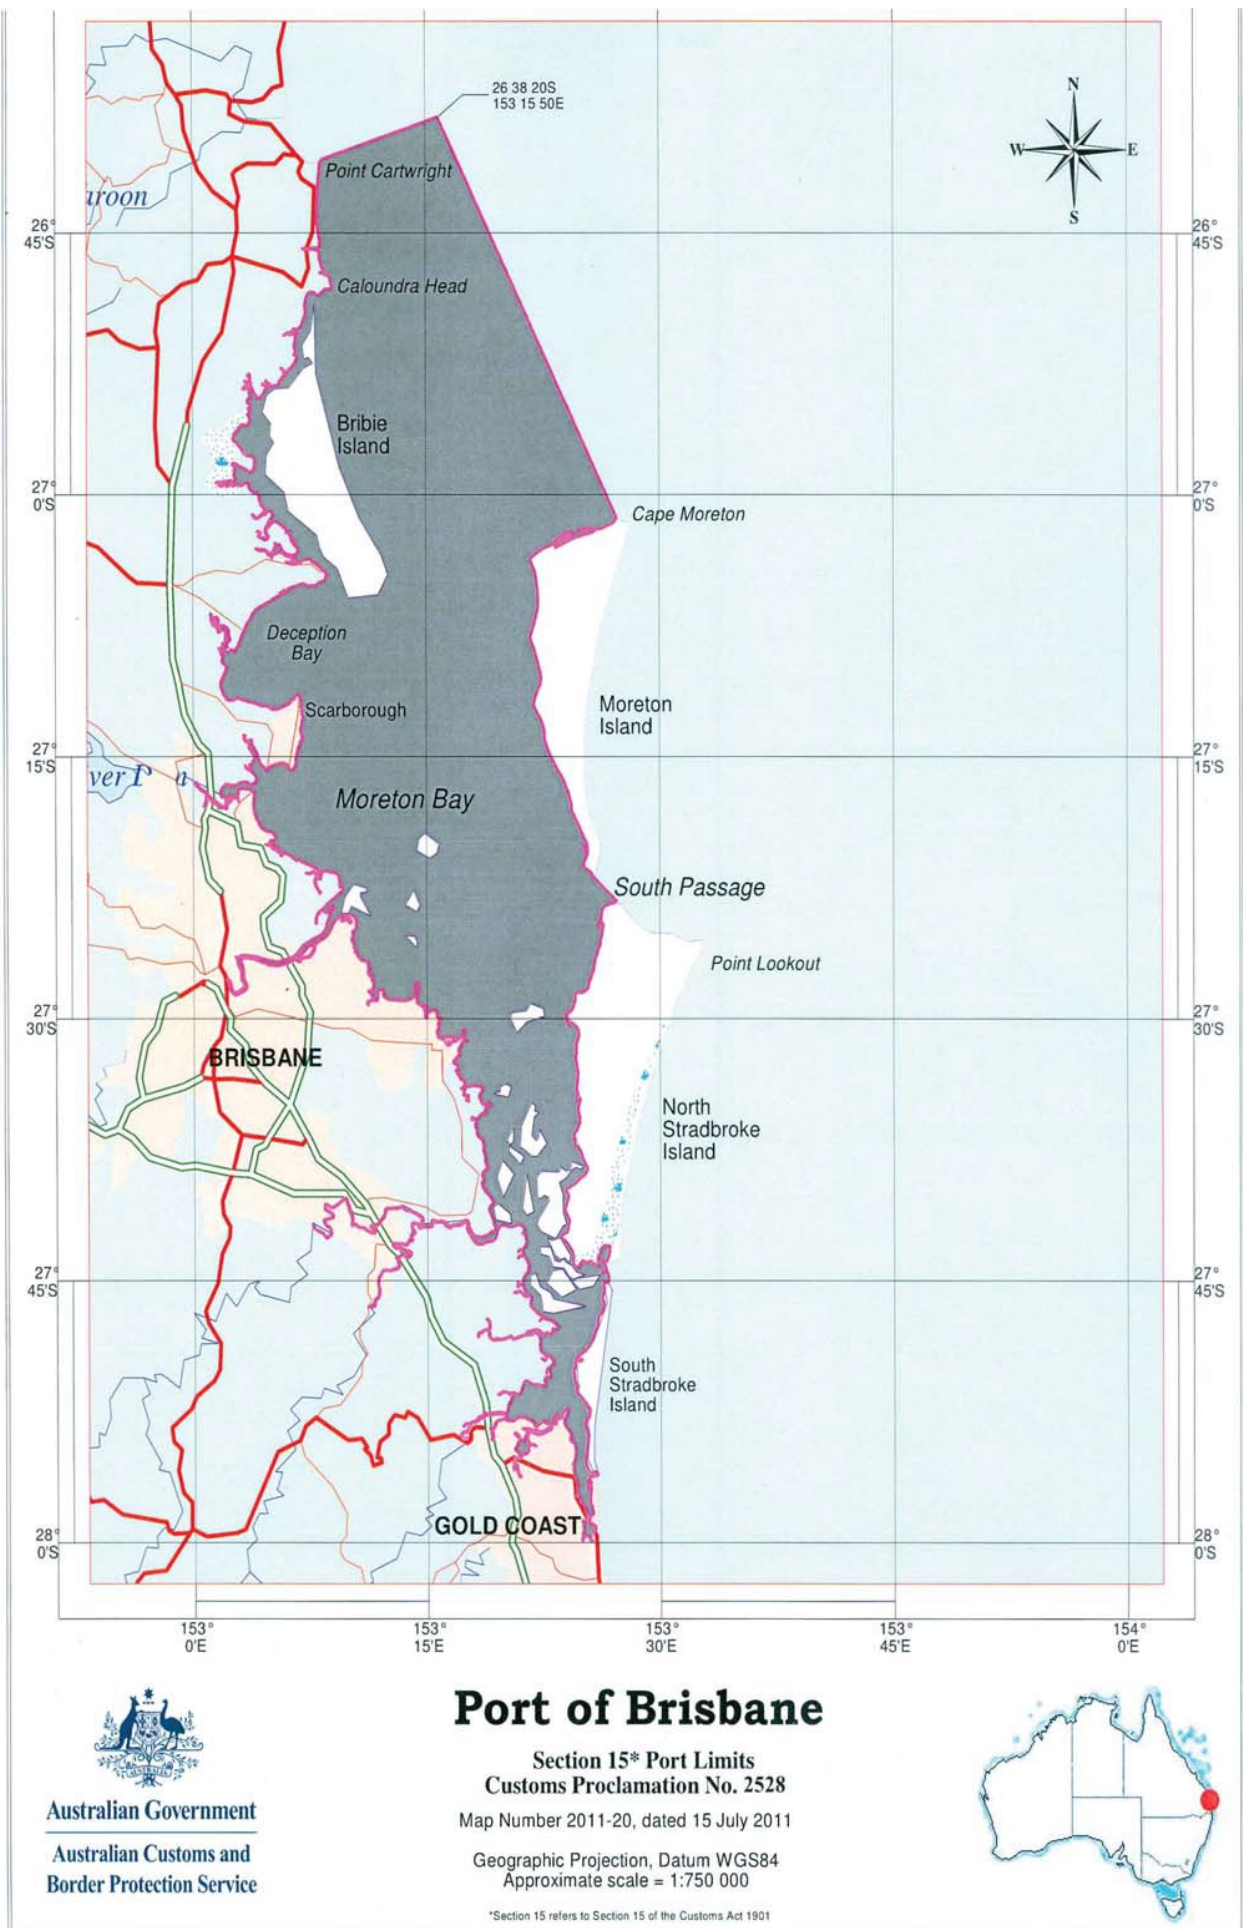 26 38 20S
153 15 50E
N
W
E
S
Point Cartwright
aroon
26°
45'S
26°
45'S
Caloundra Head
Bribie
Island
27°
0'S
27°
0'S
Cape Moreton
Deception
Bay
Scarborough
Moreton
Island
27°
15'S
27°
15'S
ver P
Moreton Bay
South Passage
Point Lookout
27°
30'S
27°
30'S
BRISBANE
North
Stradbroke
Island
27°
45'S
27°
45'S
South
Stradbroke
Island
GOLD COAST
28°
0'S
28°
0'S
153°
0'E
153°
15'E
153°
30'E
153°
45'E
154°
0'E
Port of Brisbane
Section 15* Port Limits
Customs Proclamation No. 2528
Map Number 2011-20, dated 15 July 2011
Geographic Projection, Datum WGS84
Approximate scale = 1:750 000
*Section 15 refers to Section 15 of the Customs Act 1901
AUSTRALIA
Australian Government
Australian Customs and
Border Protection Service